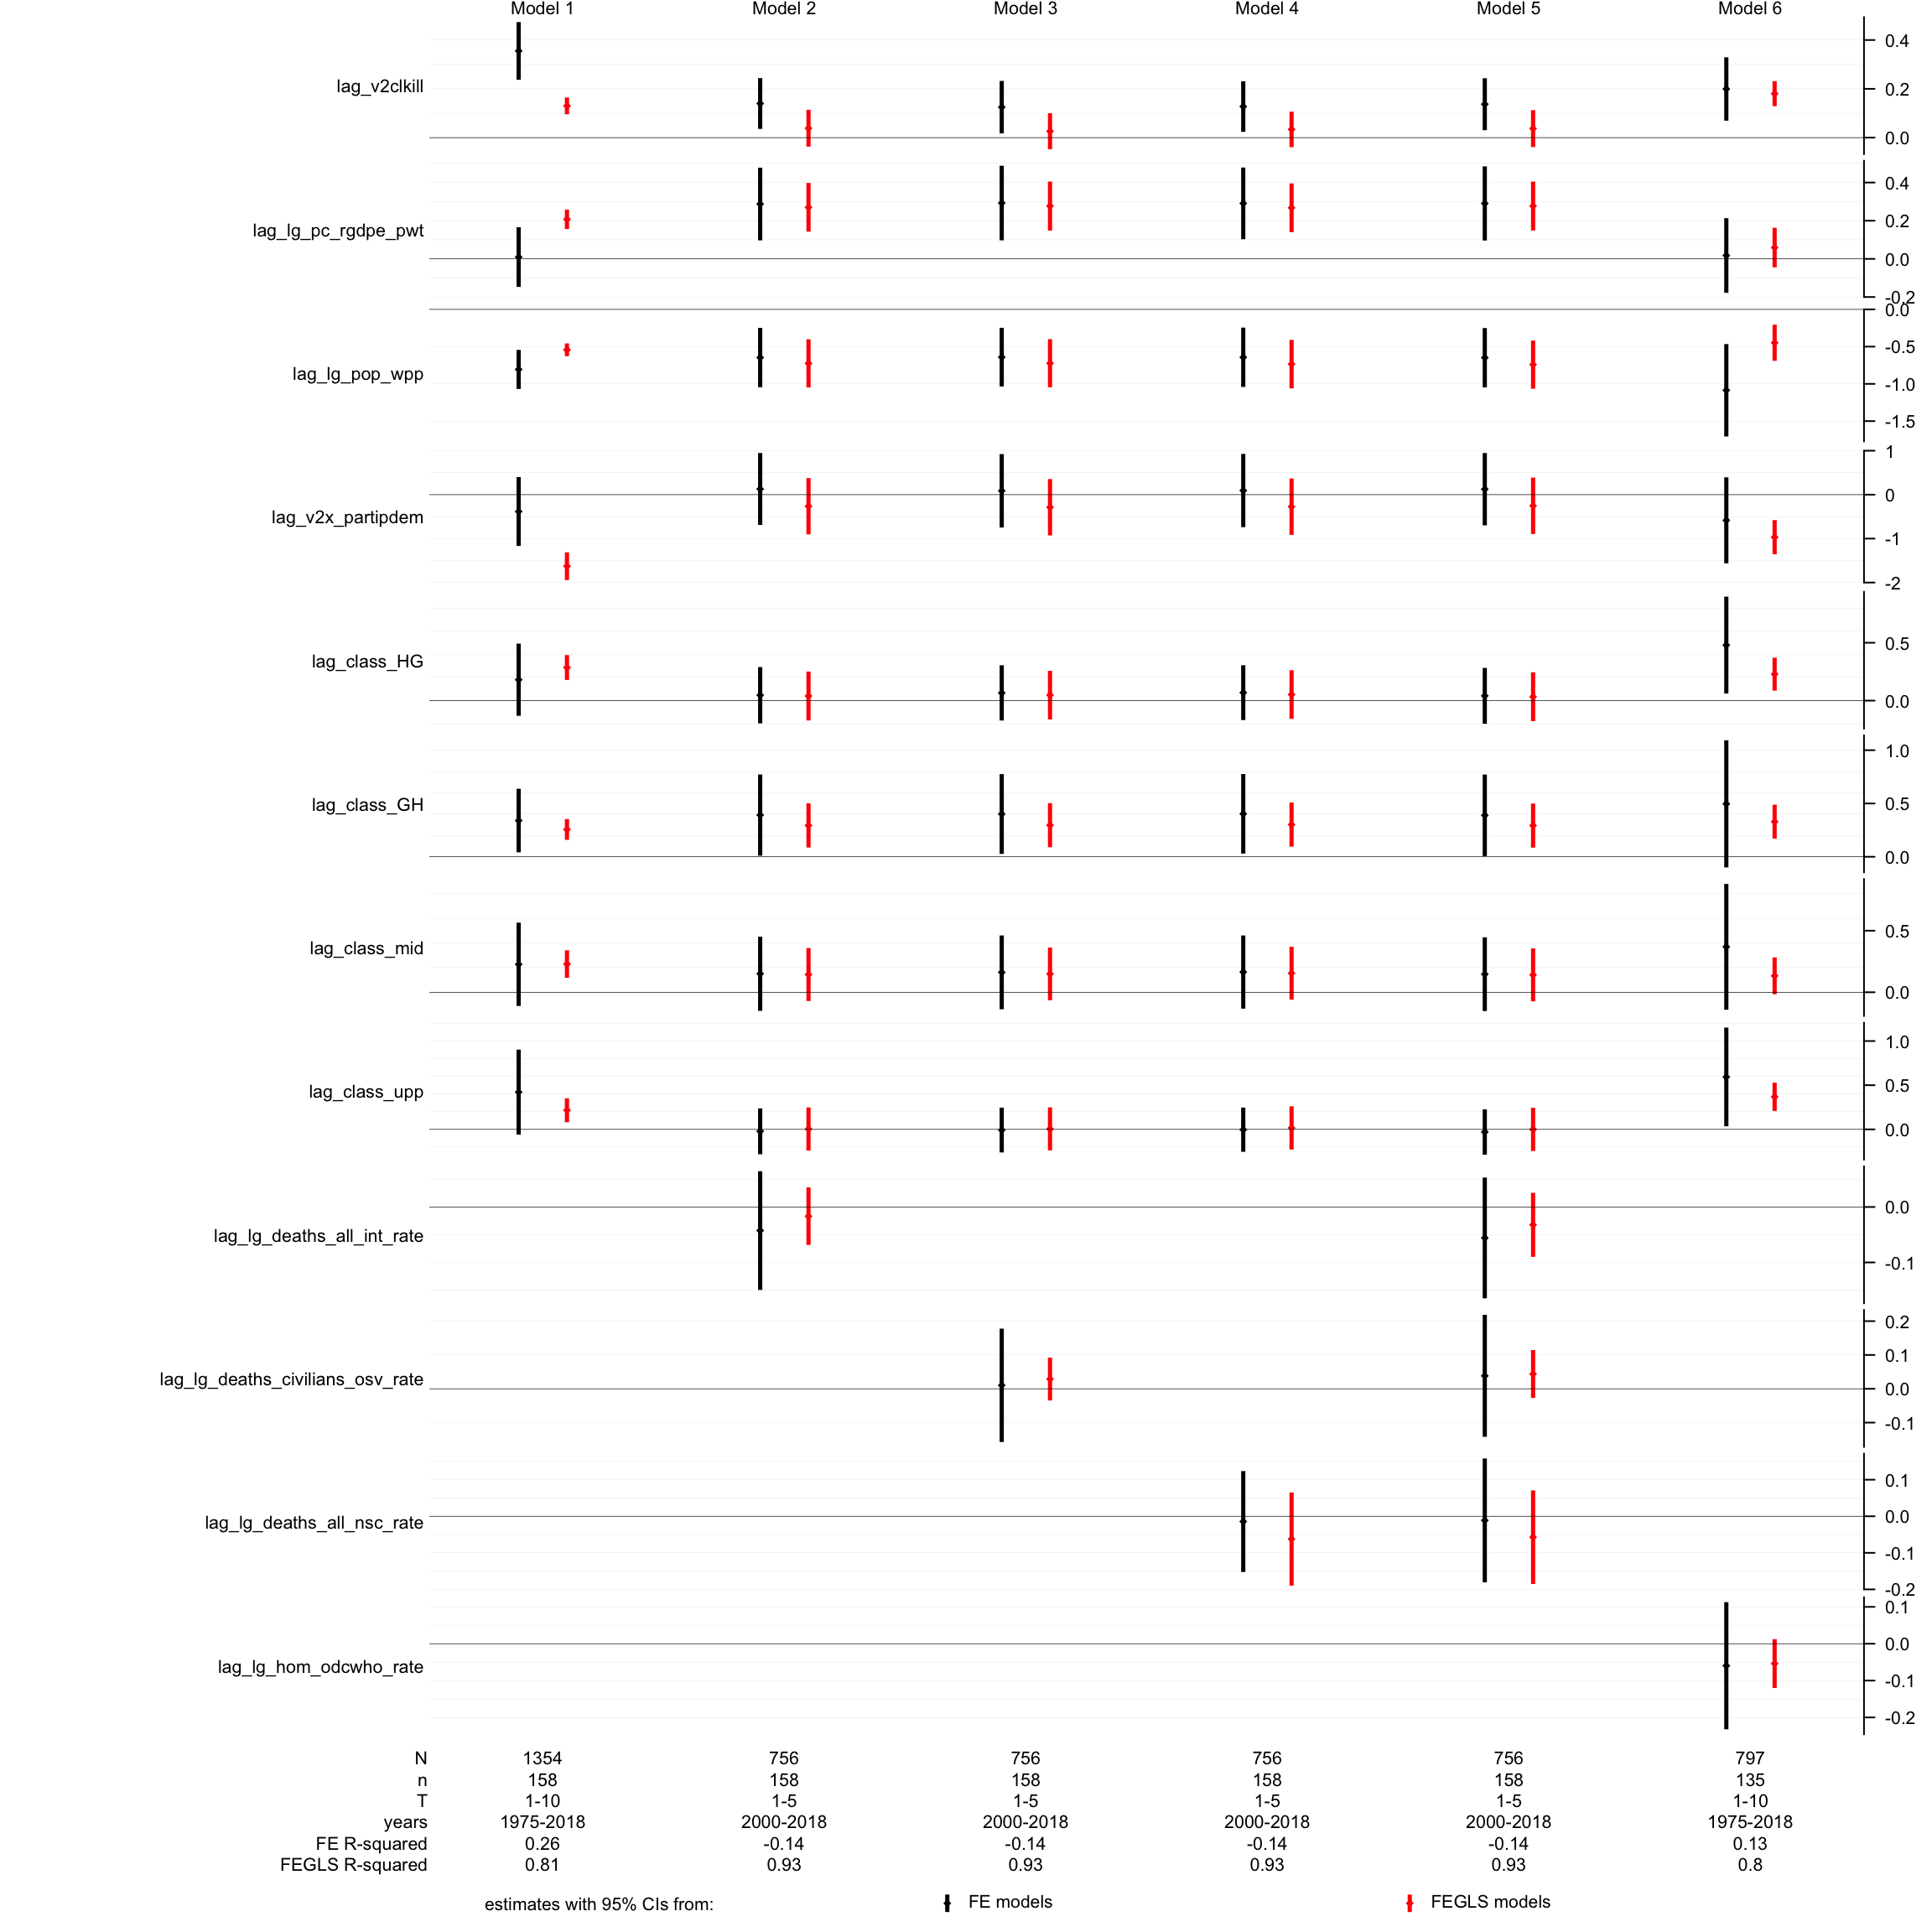 Model 1 Model 2 Model 3 Model 4 Model 5 Model 6
lag_v2clkill
0.4
0.2
0.0
lag_lg_pc_rgdpe_pwt
0.4
0.2
0.0
-0.2
lag_lg_pop_wpp
0.0
-0.5
-1.0
-1.5
lag_v2x_partipdem
1
0
-1
-2
lag_class_HG
0.5
0.0
lag_class_GH
1.0
0.5
0.0
lag_class_mid
0.5
0.0
lag_class_upp
1.0
0.5
0.0
lag_lg_deaths_all_int_rate
0.0
-0.1
lag_lg_deaths_civilians_osv_rate
0.2
0.1
0.0
-0.1
lag_lg_deaths_all_nsc_rate
0.1
0.0
-0.1
-0.2
lag_lg_hom_odcwho_rate
0.1
0.0
-0.1
-0.2
N 1354 756 756 756 756 797
n 158 158 158 158 158 135
T 1-10 1-5 1-5 1-5 1-5 1-10
years 1975-2018 2000-2018 2000-2018 2000-2018 2000-2018 1975-2018
FE R-squared 0.26 -0.14 -0.14 -0.14 -0.14 0.13
FEGLS R-squared 0.81 0.93 0.93 0.93 0.93 0.8
estimates with 95% CIs from: FE models FEGLS models